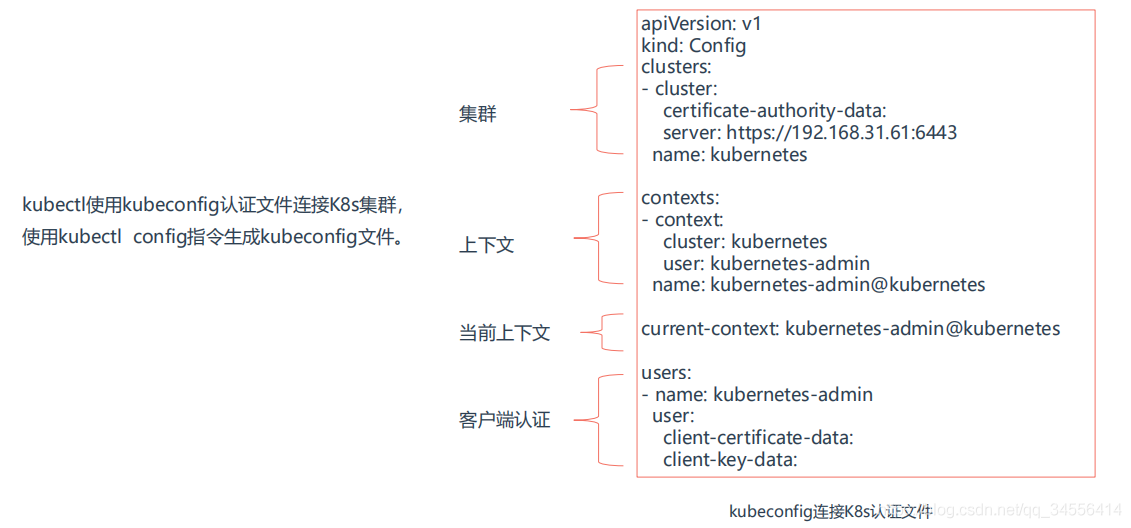 kubectl使用kubeconfig认证文件连接K8s集群，
使用kubectl config指令生成kubeconfig文件。
集群
上下文
当前上下文
客户端认证
apiVersion: v1
kind: Config
clusters:
- cluster:
    certificate-authority-data:
    server: https://192.168.31.61:6443
  name: kubernetes
contexts:
- context:
    cluster: kubernetes
    user: kubernetes-admin
  name: kubernetes-admin@kubernetes
current-context: kubernetes-admin@kubernetes
users:
- name: kubernetes-admin
  user:
    client-certificate-data:
    client-key-data:
kubeconfig连接K8s认证文件
blog.csdn.net/qq_34556414